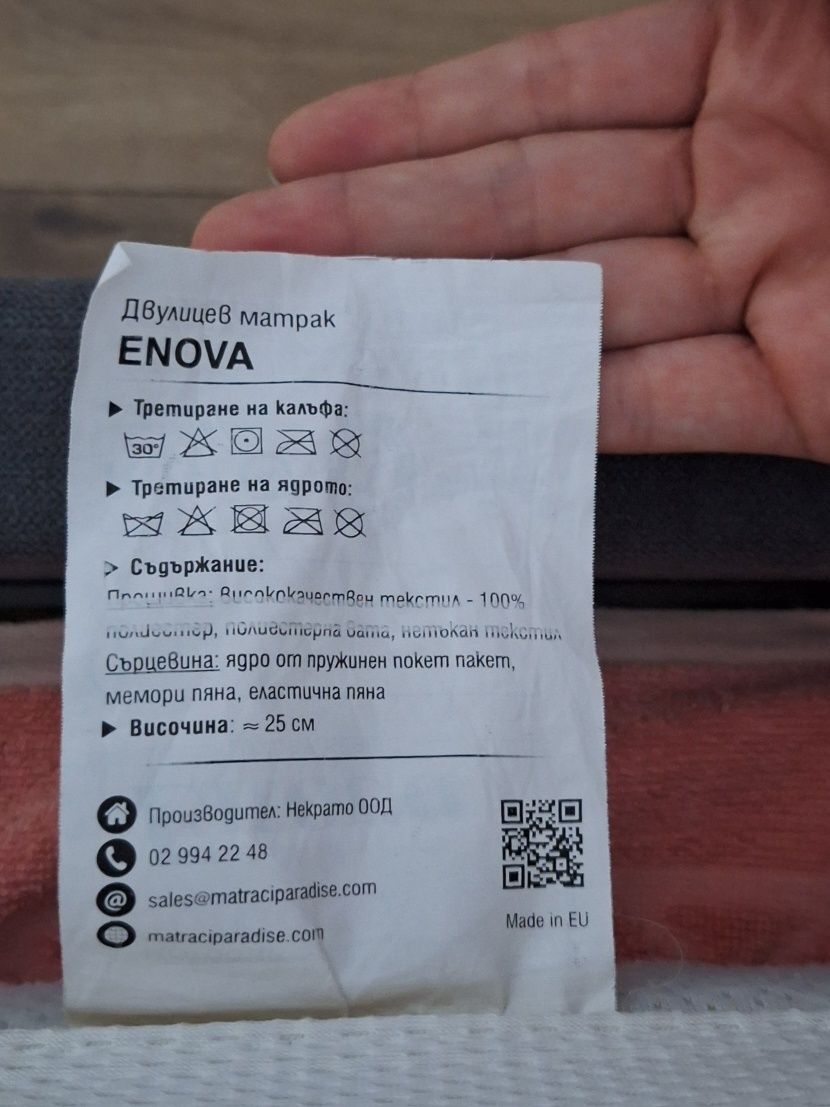 Двулицев матрак
ENOVA
Третиране на калъфа:
30°
Третиране на ядрото:
Съдържание:
Прошивка: висококачествен текстил - 100%
полиестер, полиестерна вата, нетъкан текстил
Сърцевина: ядро от пружинен покет пакет,
мемори пяна, еластична пяна
Височина: ≈ 25 см
Производител: Некрато ООД
02 994 22 48
sales@matraciparadise.com
matraciparadise.com
Made in EU